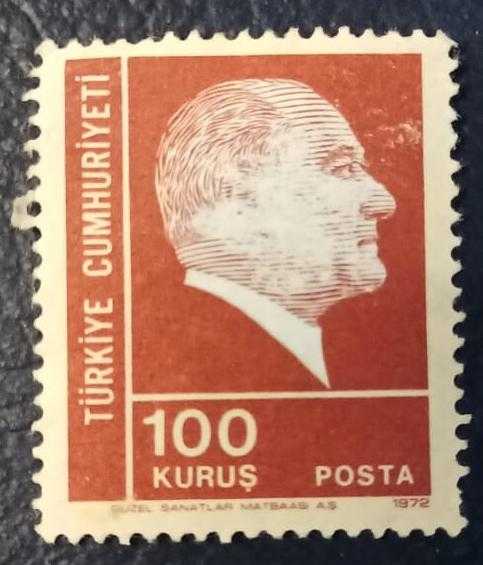 TÜRKİYE CUMHURİYETİ
100
KURUŞ POSTA
GÜZEL SANATLAR MATBAASI A.Ş. 1972